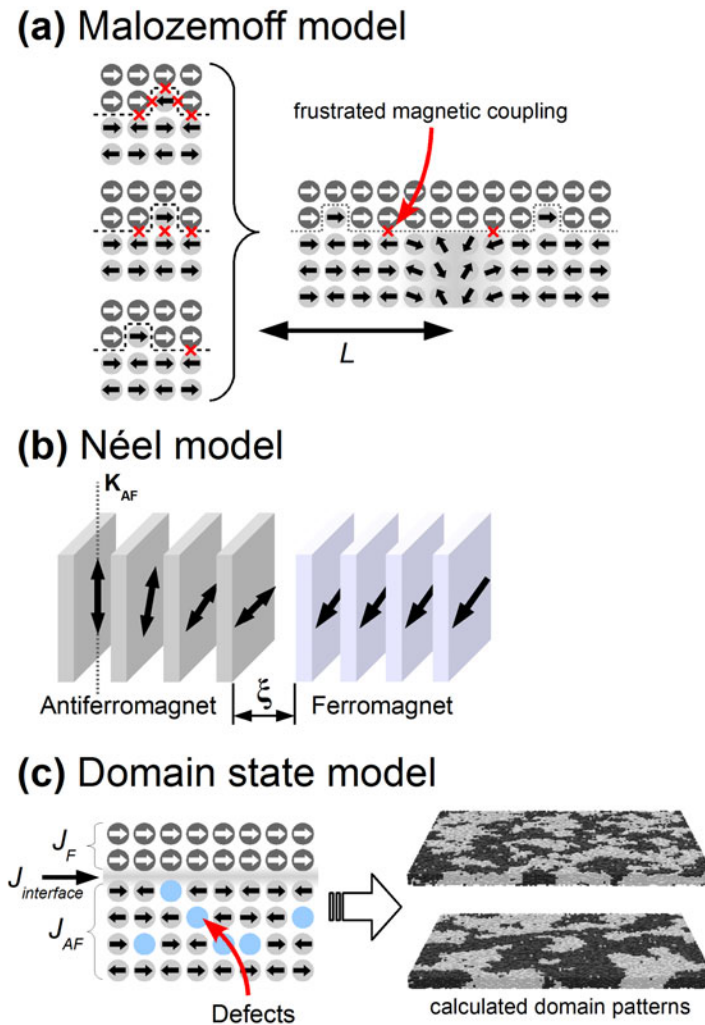 (a) Malozemoff model
frustrated magnetic coupling
L
(b) Néel model
K_AF
Antiferromagnet
ξ
Ferromagnet
(c) Domain state model
J_F
J_interface
J_AF
Defects
calculated domain patterns